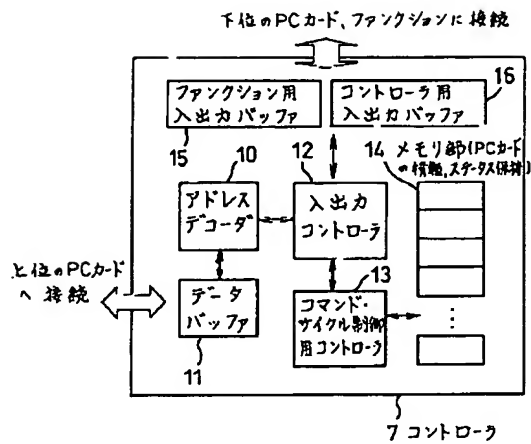 下位のPCカード、ファンクションに接続
ファンクション用
入出力バッファ
15
コントローラ用
入出力バッファ
16
10
アドレス
デコーダ
12
入出力
コントローラ
14 メモリ部(PCカード
の情報,ステータス保持)
上位のPCカード
へ接続
データ
バッファ
11
13
コマンド・
サイクル制御
用コントローラ
7 コントローラ